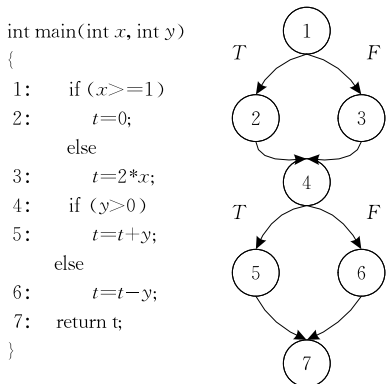 int main(int x, int y)
{
1: if (x>=1)
2: t=0;
else
3: t=2*x;
4: if (y>0)
5: t=t+y;
else
6: t=t-y;
7: return t;
}
1
T F
2 3
4
T F
5 6
7